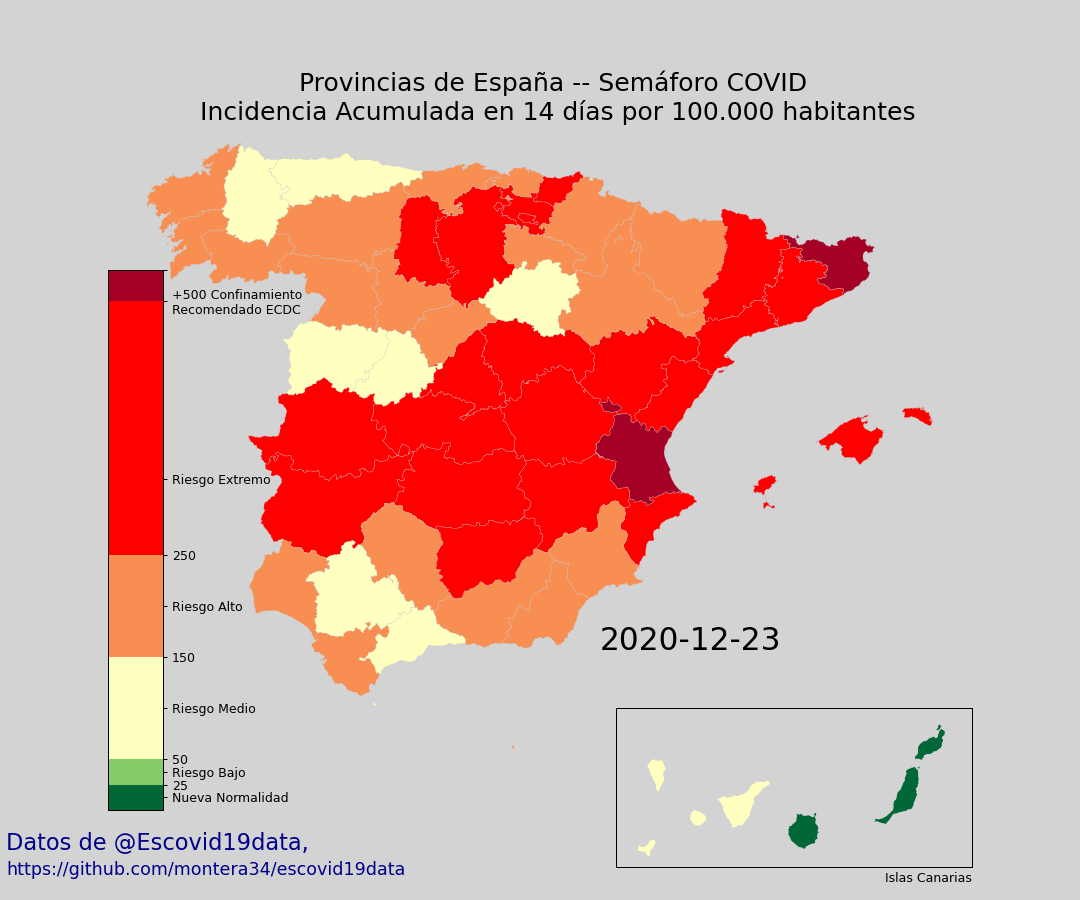 Provincias de España -- Semáforo COVID
Incidencia Acumulada en 14 días por 100.000 habitantes
+500 Confinamiento
Recomendado ECDC
Riesgo Extremo
250
Riesgo Alto
150
Riesgo Medio
50
Riesgo Bajo
25
Nueva Normalidad
2020-12-23
Islas Canarias
Datos de @Escovid19data,
https://github.com/montera34/escovid19data